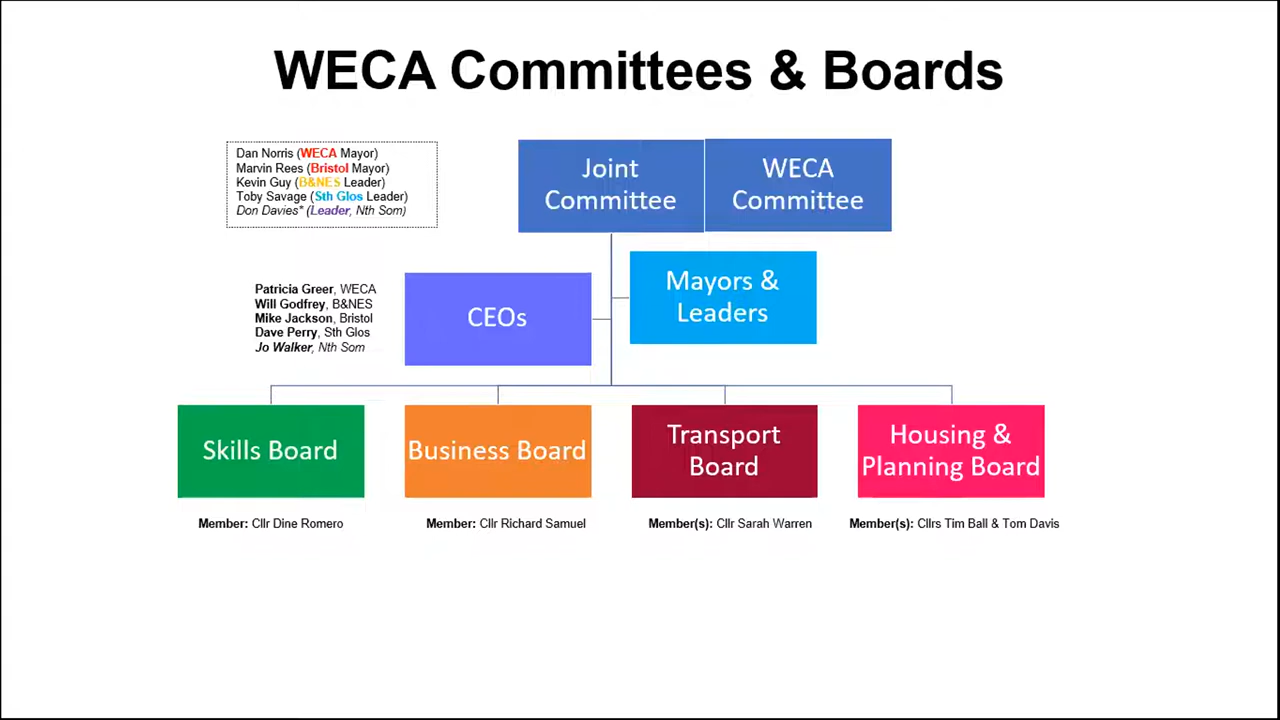 WECA Committees & Boards
Dan Norris (WECA Mayor)
Marvin Rees (Bristol Mayor)
Kevin Guy (B&NES Leader)
Toby Savage (Sth Glos Leader)
Don Davies* (Leader, Nth Som)
Joint
Committee
WECA
Committee
Mayors &
Leaders
CEOs
Patricia Greer, WECA
Will Godfrey, B&NES
Mike Jackson, Bristol
Dave Perry, Sth Glos
Jo Walker, Nth Som
Skills Board
Business Board
Transport
Board
Housing &
Planning Board
Member: Cllr Dine Romero
Member: Cllr Richard Samuel
Member(s): Cllr Sarah Warren
Member(s): Cllrs Tim Ball & Tom Davis